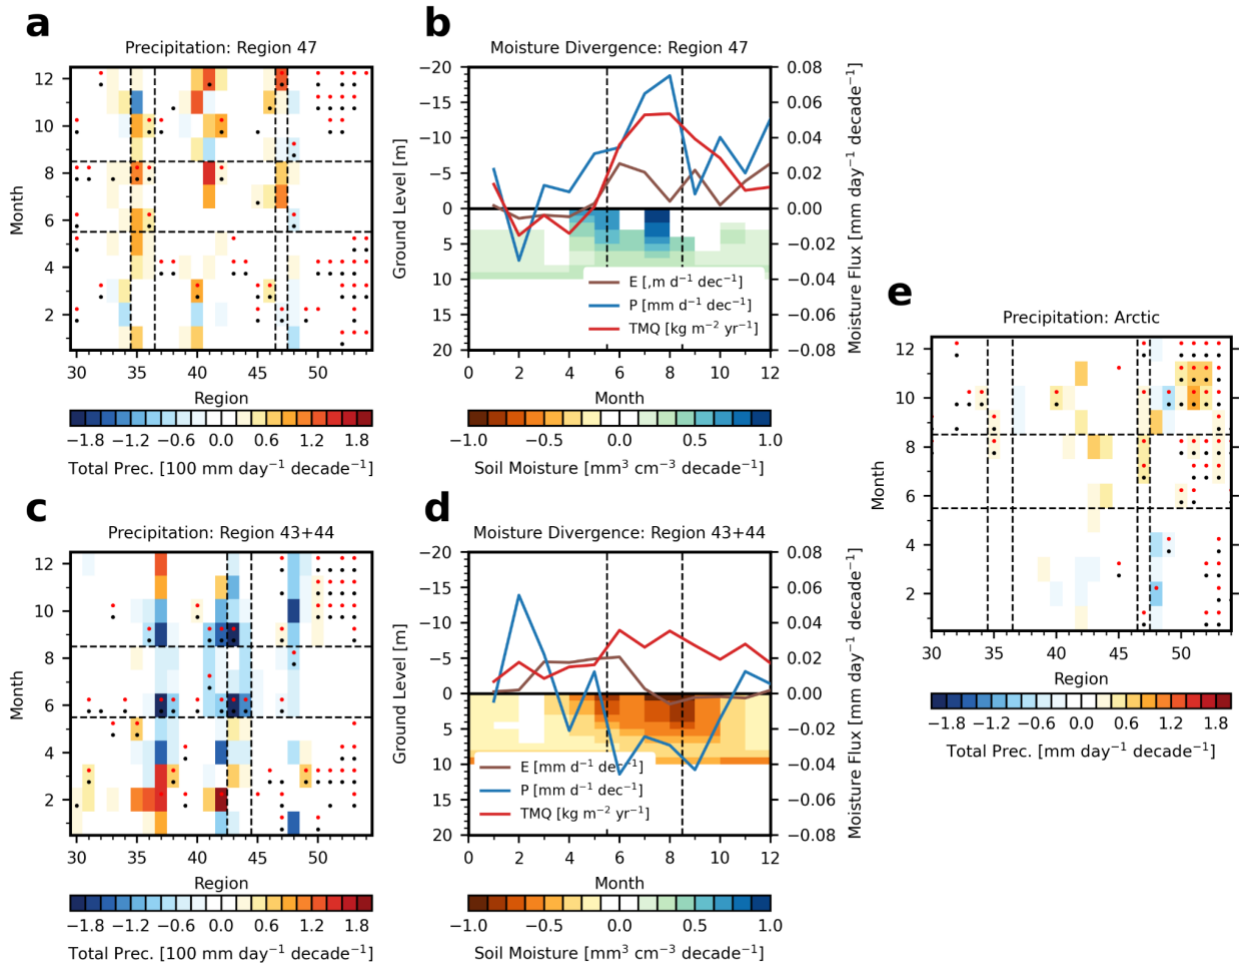 a
Precipitation: Region 47
12
10
8
6
4
2
Month
30 35 40 45 50
Region
−1.8 −1.2 −0.6 0.0 0.6 1.2 1.8
Total Prec. [100 mm day⁻¹ decade⁻¹]
b
Moisture Divergence: Region 47
−20
−15
−10
−5
0
5
10
15
20
Ground Level [m]
0.08
0.06
0.04
0.02
0.00
−0.02
−0.04
−0.06
−0.08
Moisture Flux [mm day⁻¹ decade⁻¹]
E [,m d⁻¹ dec⁻¹]
P [mm d⁻¹ dec⁻¹]
TMQ [kg m⁻² yr⁻¹]
0 2 4 6 8 10 12
Month
−1.0 −0.5 0.0 0.5 1.0
Soil Moisture [mm³ cm⁻³ decade⁻¹]
c
Precipitation: Region 43+44
12
10
8
6
4
2
Month
30 35 40 45 50
Region
−1.8 −1.2 −0.6 0.0 0.6 1.2 1.8
Total Prec. [100 mm day⁻¹ decade⁻¹]
d
Moisture Divergence: Region 43+44
−20
−15
−10
−5
0
5
10
15
20
Ground Level [m]
0.08
0.06
0.04
0.02
0.00
−0.02
−0.04
−0.06
−0.08
Moisture Flux [mm day⁻¹ decade⁻¹]
E [mm d⁻¹ dec⁻¹]
P [mm d⁻¹ dec⁻¹]
TMQ [kg m⁻² yr⁻¹]
0 2 4 6 8 10 12
Month
−1.0 −0.5 0.0 0.5 1.0
Soil Moisture [mm³ cm⁻³ decade⁻¹]
e
Precipitation: Arctic
12
10
8
6
4
2
Month
30 35 40 45 50
Region
−1.8 −1.2 −0.6 0.0 0.6 1.2 1.8
Total Prec. [mm day⁻¹ decade⁻¹]